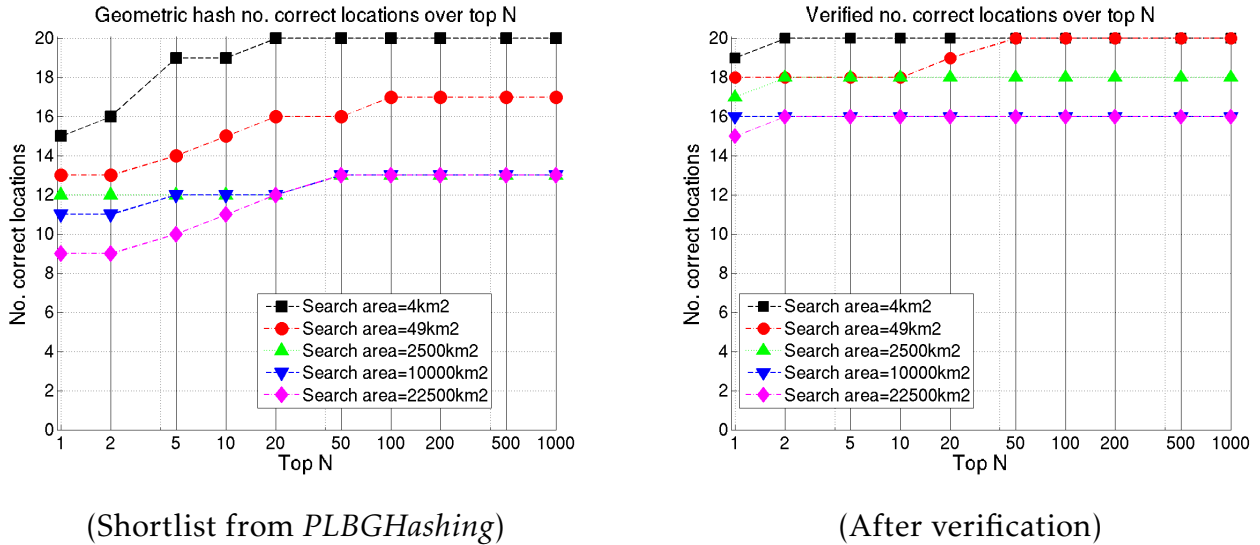 Geometric hash no. correct locations over top N
No. correct locations
20
18
16
14
12
10
8
6
4
2
0
Search area=4km2
Search area=49km2
Search area=2500km2
Search area=10000km2
Search area=22500km2
1 2 5 10 20 50 100 200 500 1000
Top N
(Shortlist from PLBGHashing)
Verified no. correct locations over top N
No. correct locations
20
18
16
14
12
10
8
6
4
2
0
Search area=4km2
Search area=49km2
Search area=2500km2
Search area=10000km2
Search area=22500km2
1 2 5 10 20 50 100 200 500 1000
Top N
(After verification)